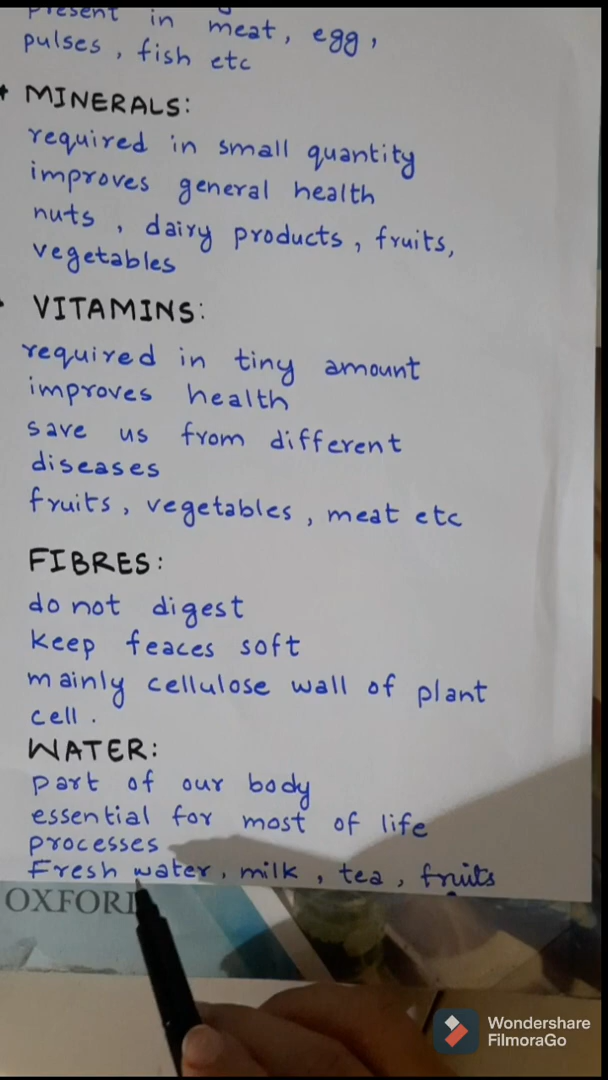 present in meat, egg,
pulses, fish etc
* MINERALS:
required in small quantity
improves general health
nuts, dairy products, fruits,
vegetables
VITAMINS:
required in tiny amount
improves health
save us from different
diseases
fruits, vegetables, meat etc
FIBRES:
do not digest
keep feaces soft
mainly cellulose wall of plant
cell.
WATER:
part of our body
essential for most of life
processes
Fresh water, milk, tea, fruits
OXFORD
Wondershare
FilmoraGo